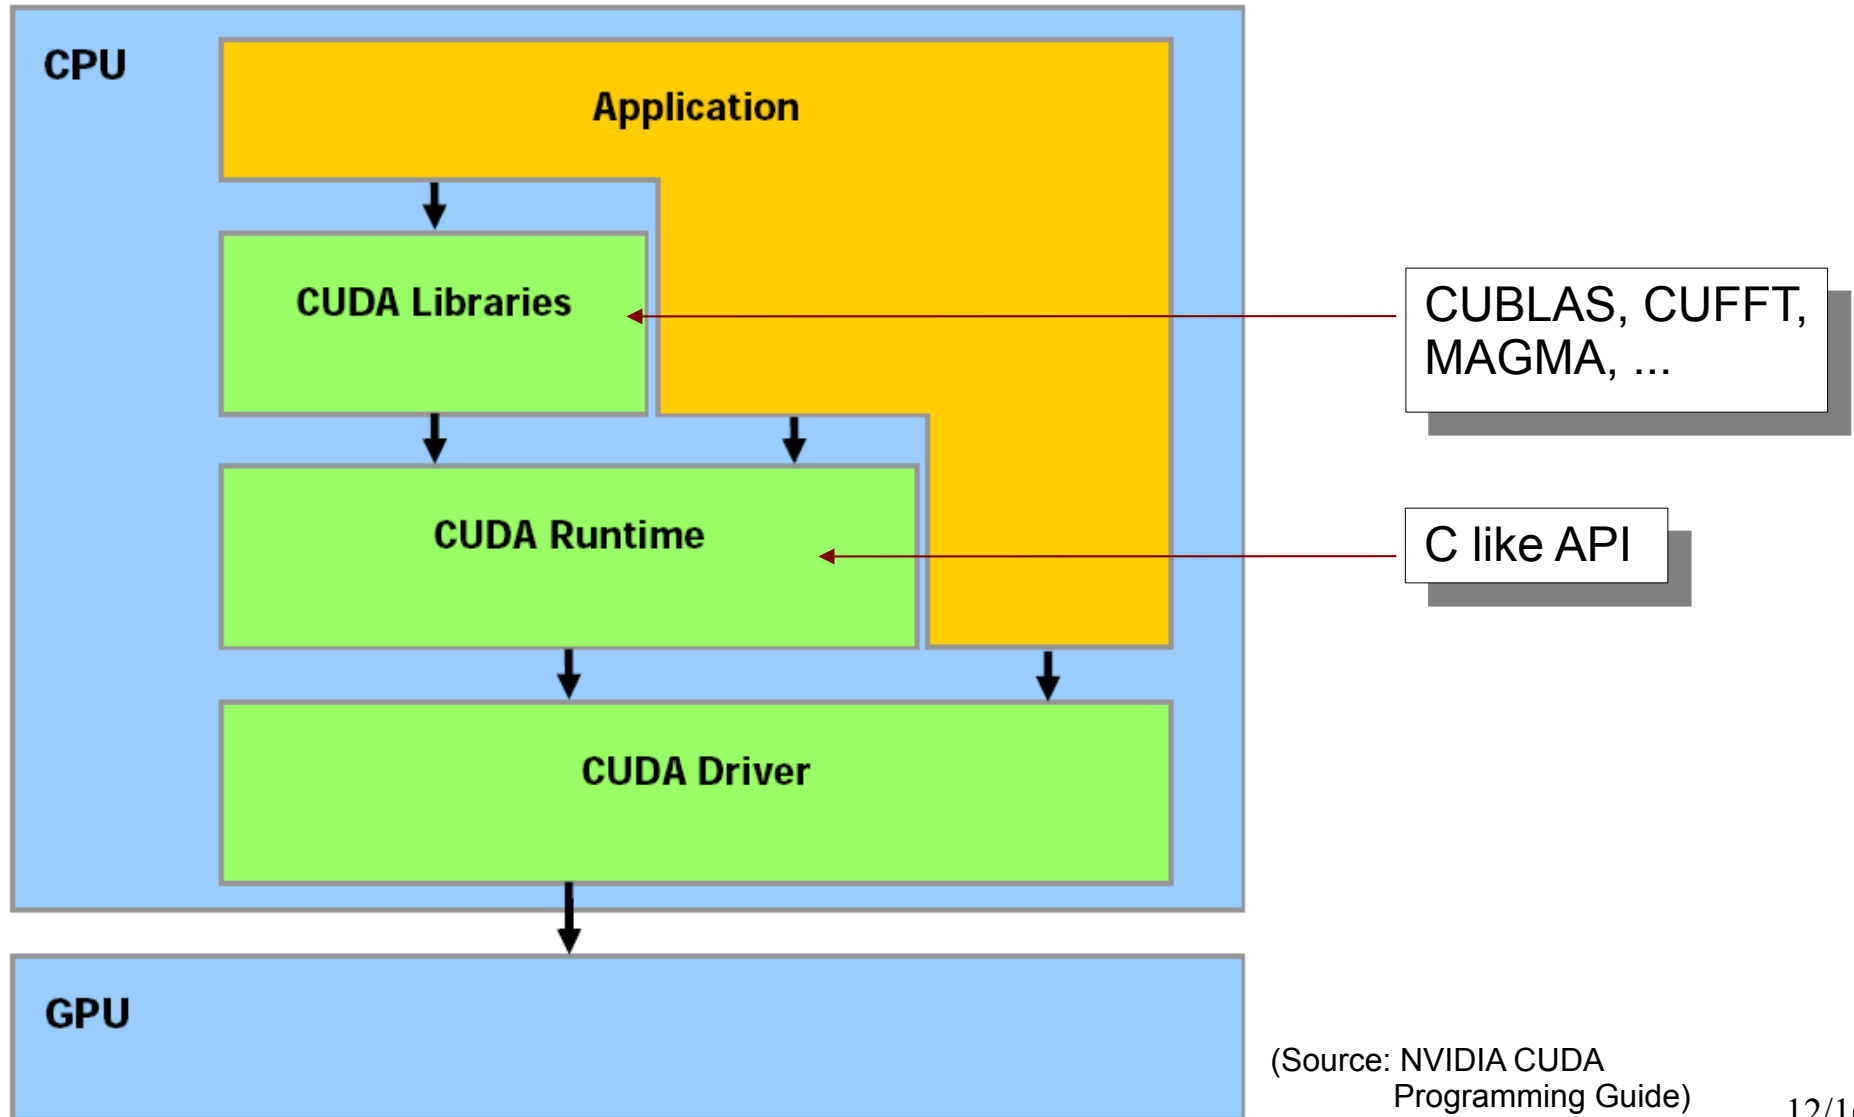 CPU
Application
CUDA Libraries
CUBLAS, CUFFT,
MAGMA, ...
CUDA Runtime
C like API
CUDA Driver
GPU
(Source: NVIDIA CUDA
Programming Guide)